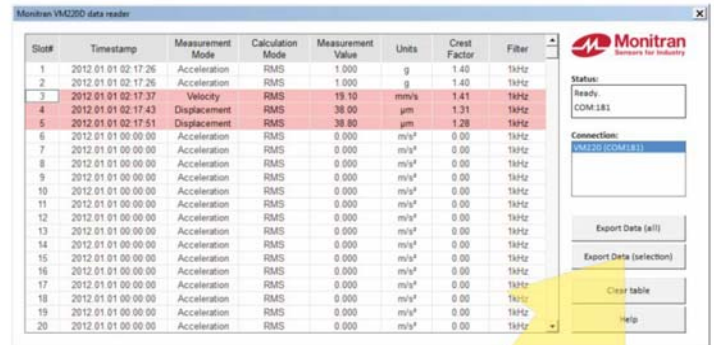 Monitran VM220D data reader
Slot# Timestamp Measurement Mode Calculation Mode Measurement Value Units Crest Factor Filter
1 2012.01.01 02:17:26 Acceleration RMS 1.000 g 1.40 1kHz
2 2012.01.01 02:17:26 Acceleration RMS 1.000 g 1.40 1kHz
3 2012.01.01 02:17:37 Velocity RMS 19.10 mm/s 1.41 1kHz
4 2012.01.01 02:17:43 Displacement RMS 38.00 µm 1.31 1kHz
5 2012.01.01 02:17:51 Displacement RMS 38.80 µm 1.28 1kHz
6 2012.01.01 00:00:00 Acceleration RMS 0.000 m/s² 0.00 1kHz
7 2012.01.01 00:00:00 Acceleration RMS 0.000 m/s² 0.00 1kHz
8 2012.01.01 00:00:00 Acceleration RMS 0.000 m/s² 0.00 1kHz
9 2012.01.01 00:00:00 Acceleration RMS 0.000 m/s² 0.00 1kHz
10 2012.01.01 00:00:00 Acceleration RMS 0.000 m/s² 0.00 1kHz
11 2012.01.01 00:00:00 Acceleration RMS 0.000 m/s² 0.00 1kHz
12 2012.01.01 00:00:00 Acceleration RMS 0.000 m/s² 0.00 1kHz
13 2012.01.01 00:00:00 Acceleration RMS 0.000 m/s² 0.00 1kHz
14 2012.01.01 00:00:00 Acceleration RMS 0.000 m/s² 0.00 1kHz
15 2012.01.01 00:00:00 Acceleration RMS 0.000 m/s² 0.00 1kHz
16 2012.01.01 00:00:00 Acceleration RMS 0.000 m/s² 0.00 1kHz
17 2012.01.01 00:00:00 Acceleration RMS 0.000 m/s² 0.00 1kHz
18 2012.01.01 00:00:00 Acceleration RMS 0.000 m/s² 0.00 1kHz
19 2012.01.01 00:00:00 Acceleration RMS 0.000 m/s² 0.00 1kHz
20 2012.01.01 00:00:00 Acceleration RMS 0.000 m/s² 0.00 1kHz
Monitran
Sensors for Industry
Status:
Ready.
COM:181
Connection:
VM220 (COM181)
Export Data (all)
Export Data (selection)
Clear table
Help